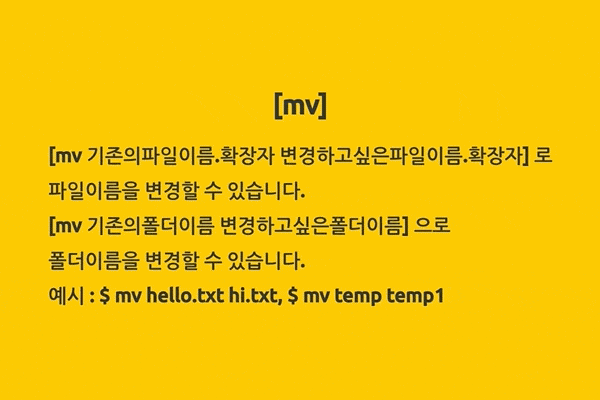 [mv]
[mv 기존의파일이름.확장자 변경하고싶은파일이름.확장자] 로
파일이름을 변경할 수 있습니다.
[mv 기존의폴더이름 변경하고싶은폴더이름] 으로
폴더이름을 변경할 수 있습니다.
예시 : $ mv hello.txt hi.txt, $ mv temp temp1